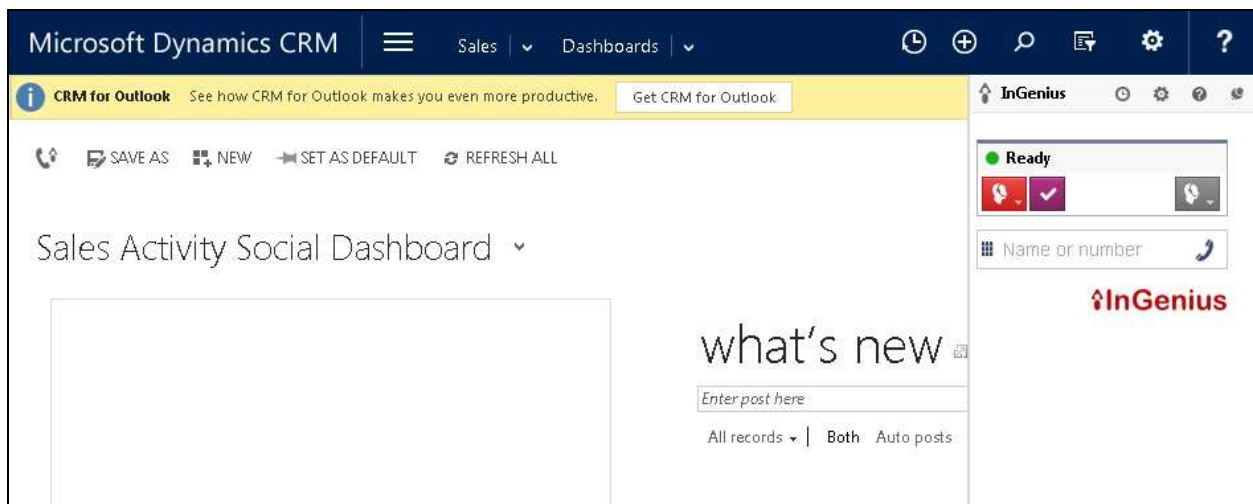 Microsoft Dynamics CRM Sales Dashboards ?
CRM for Outlook See how CRM for Outlook makes you even more productive. Get CRM for Outlook
InGenius
SAVE AS NEW SET AS DEFAULT REFRESH ALL
Ready
Sales Activity Social Dashboard
Name or number
InGenius
what's new
Enter post here
All records | Both Auto posts